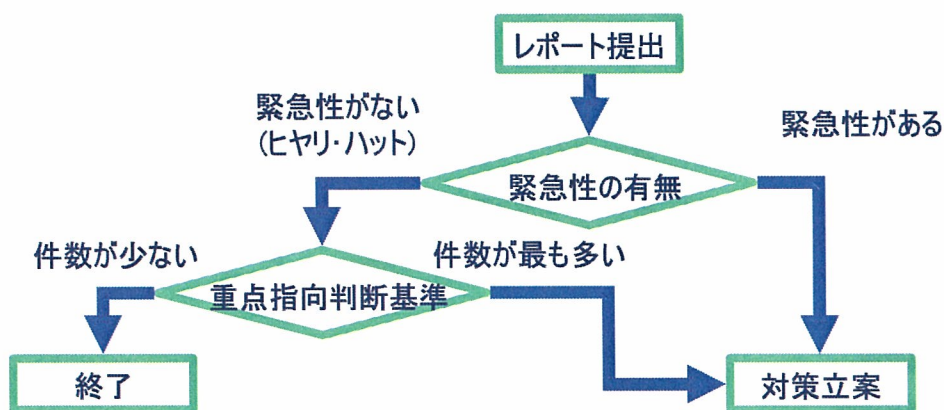 レポート提出
緊急性がない
(ヒヤリ・ハット)
緊急性がある
緊急性の有無
件数が少ない
件数が最も多い
重点指向判断基準
終了
対策立案